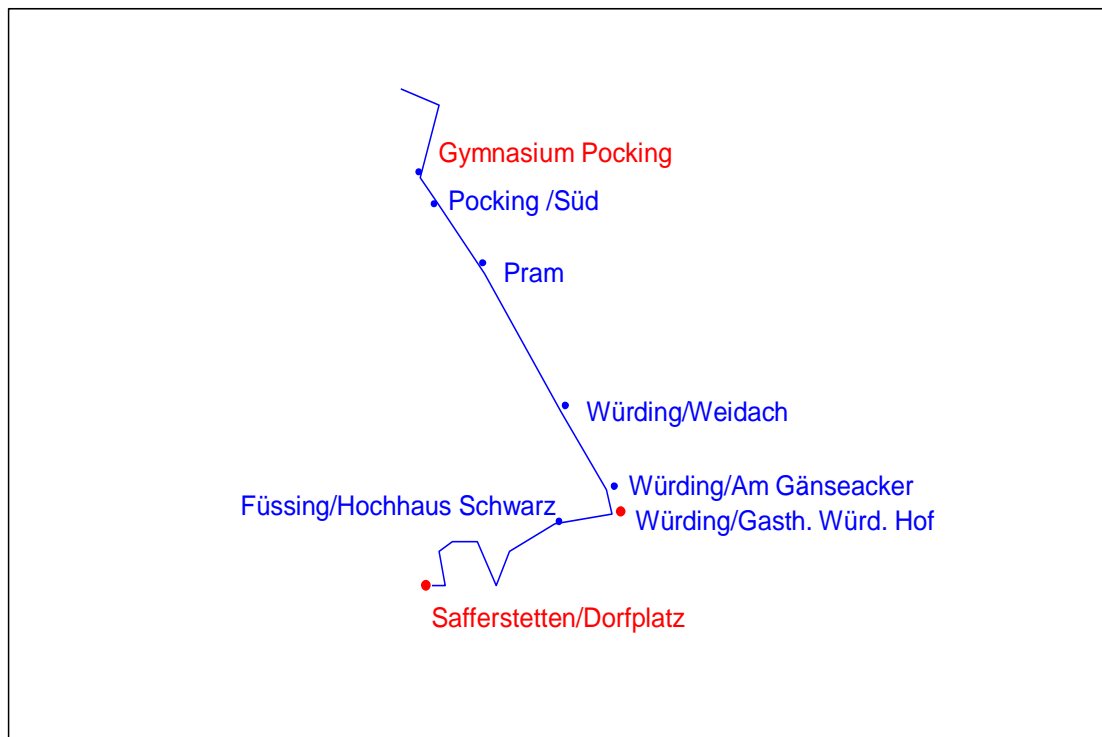 Gymnasium Pocking
Pocking /Süd
Pram
Würding/Weidach
Würding/Am Gänseacker
Füssing/Hochhaus Schwarz
Würding/Gasth. Würd. Hof
Safferstetten/Dorfplatz